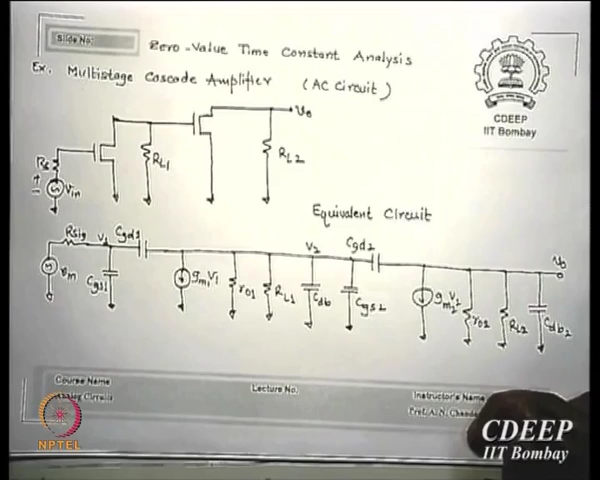 Slide No:
Zero-Value Time Constant Analysis
Ex. Multistage Cascade Amplifier (AC Circuit)
CDEEP
IIT Bombay
Vo
Rs
RL1
RL2
+
-
Vin
Equivalent Circuit
Rsig V1 Cgd1
V2 Cgd2
Vo
Vin
Cgs1
gm1V1
ro1
RL1
Cdb
Cgs2
ro2
RL2
Cdb2
Course Name
Analog Circuits
Lecture No.
Instructor's Name
NPTEL
CDEEP
IIT Bombay